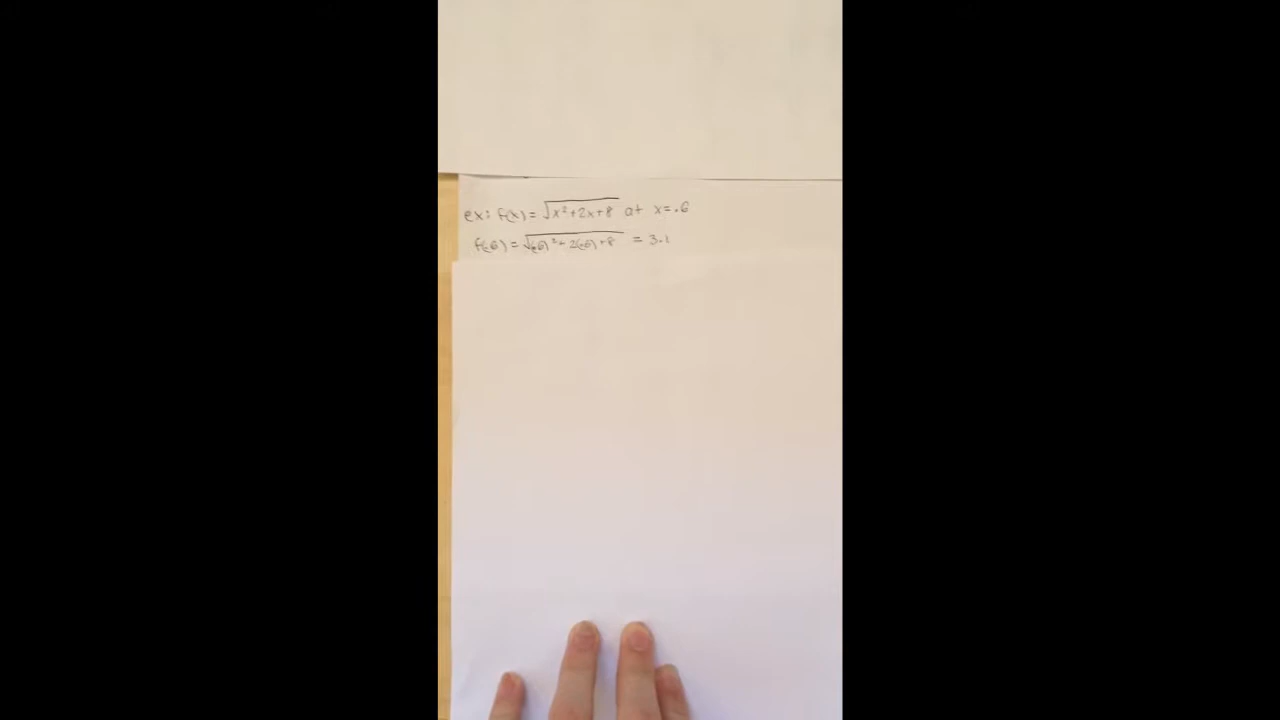 ex: f(x) = √x²+2x+8 at x=.6
f(.6) = √(.6)²+2(.6)+8 = 3.1